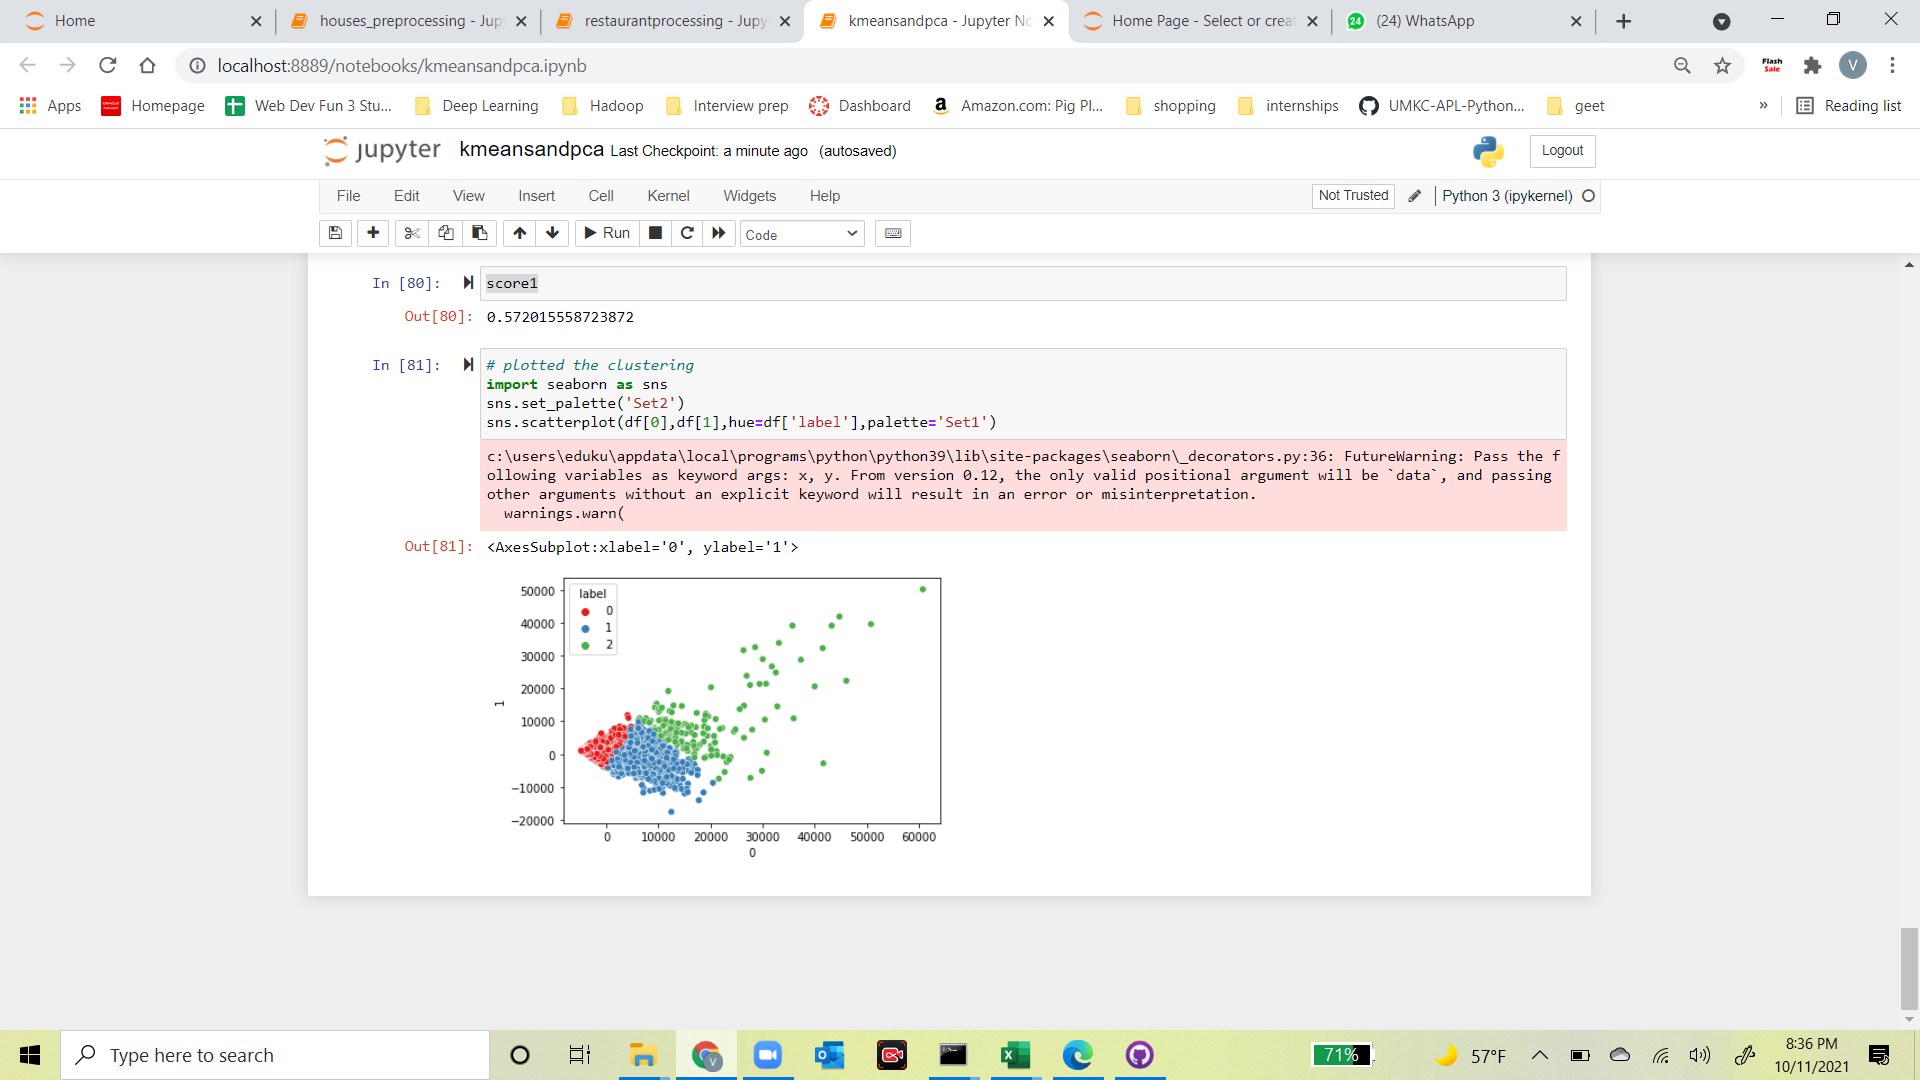 Home
houses_preprocessing - Jup
restaurantprocessing - Jupy
kmeansandpca - Jupyter No
Home Page - Select or creat
24 (24) WhatsApp
localhost:8889/notebooks/kmeansandpca.ipynb
Flash Sale
V
Apps
Homepage
Web Dev Fun 3 Stu...
Deep Learning
Hadoop
Interview prep
Dashboard
Amazon.com: Pig Pl...
shopping
internships
UMKC-APL-Python...
geet
»
Reading list
jupyter kmeansandpca Last Checkpoint: a minute ago (autosaved)
Logout
File Edit View Insert Cell Kernel Widgets Help
Not Trusted
Python 3 (ipykernel)
Run
Code
In [80]: score1
Out[80]: 0.572015558723872
In [81]: # plotted the clustering
import seaborn as sns
sns.set_palette('Set2')
sns.scatterplot(df[0],df[1],hue=df['label'],palette='Set1')
c:\users\eduku\appdata\local\programs\python\python39\lib\site-packages\seaborn\_decorators.py:36: FutureWarning: Pass the f
ollowing variables as keyword args: x, y. From version 0.12, the only valid positional argument will be `data`, and passing
other arguments without an explicit keyword will result in an error or misinterpretation.
warnings.warn(
Out[81]: <AxesSubplot:xlabel='0', ylabel='1'>
label
0
1
2
50000
40000
30000
20000
10000
0
−10000
−20000
1
0 10000 20000 30000 40000 50000 60000
0
Type here to search
V
71%
57°F
8:36 PM
10/11/2021